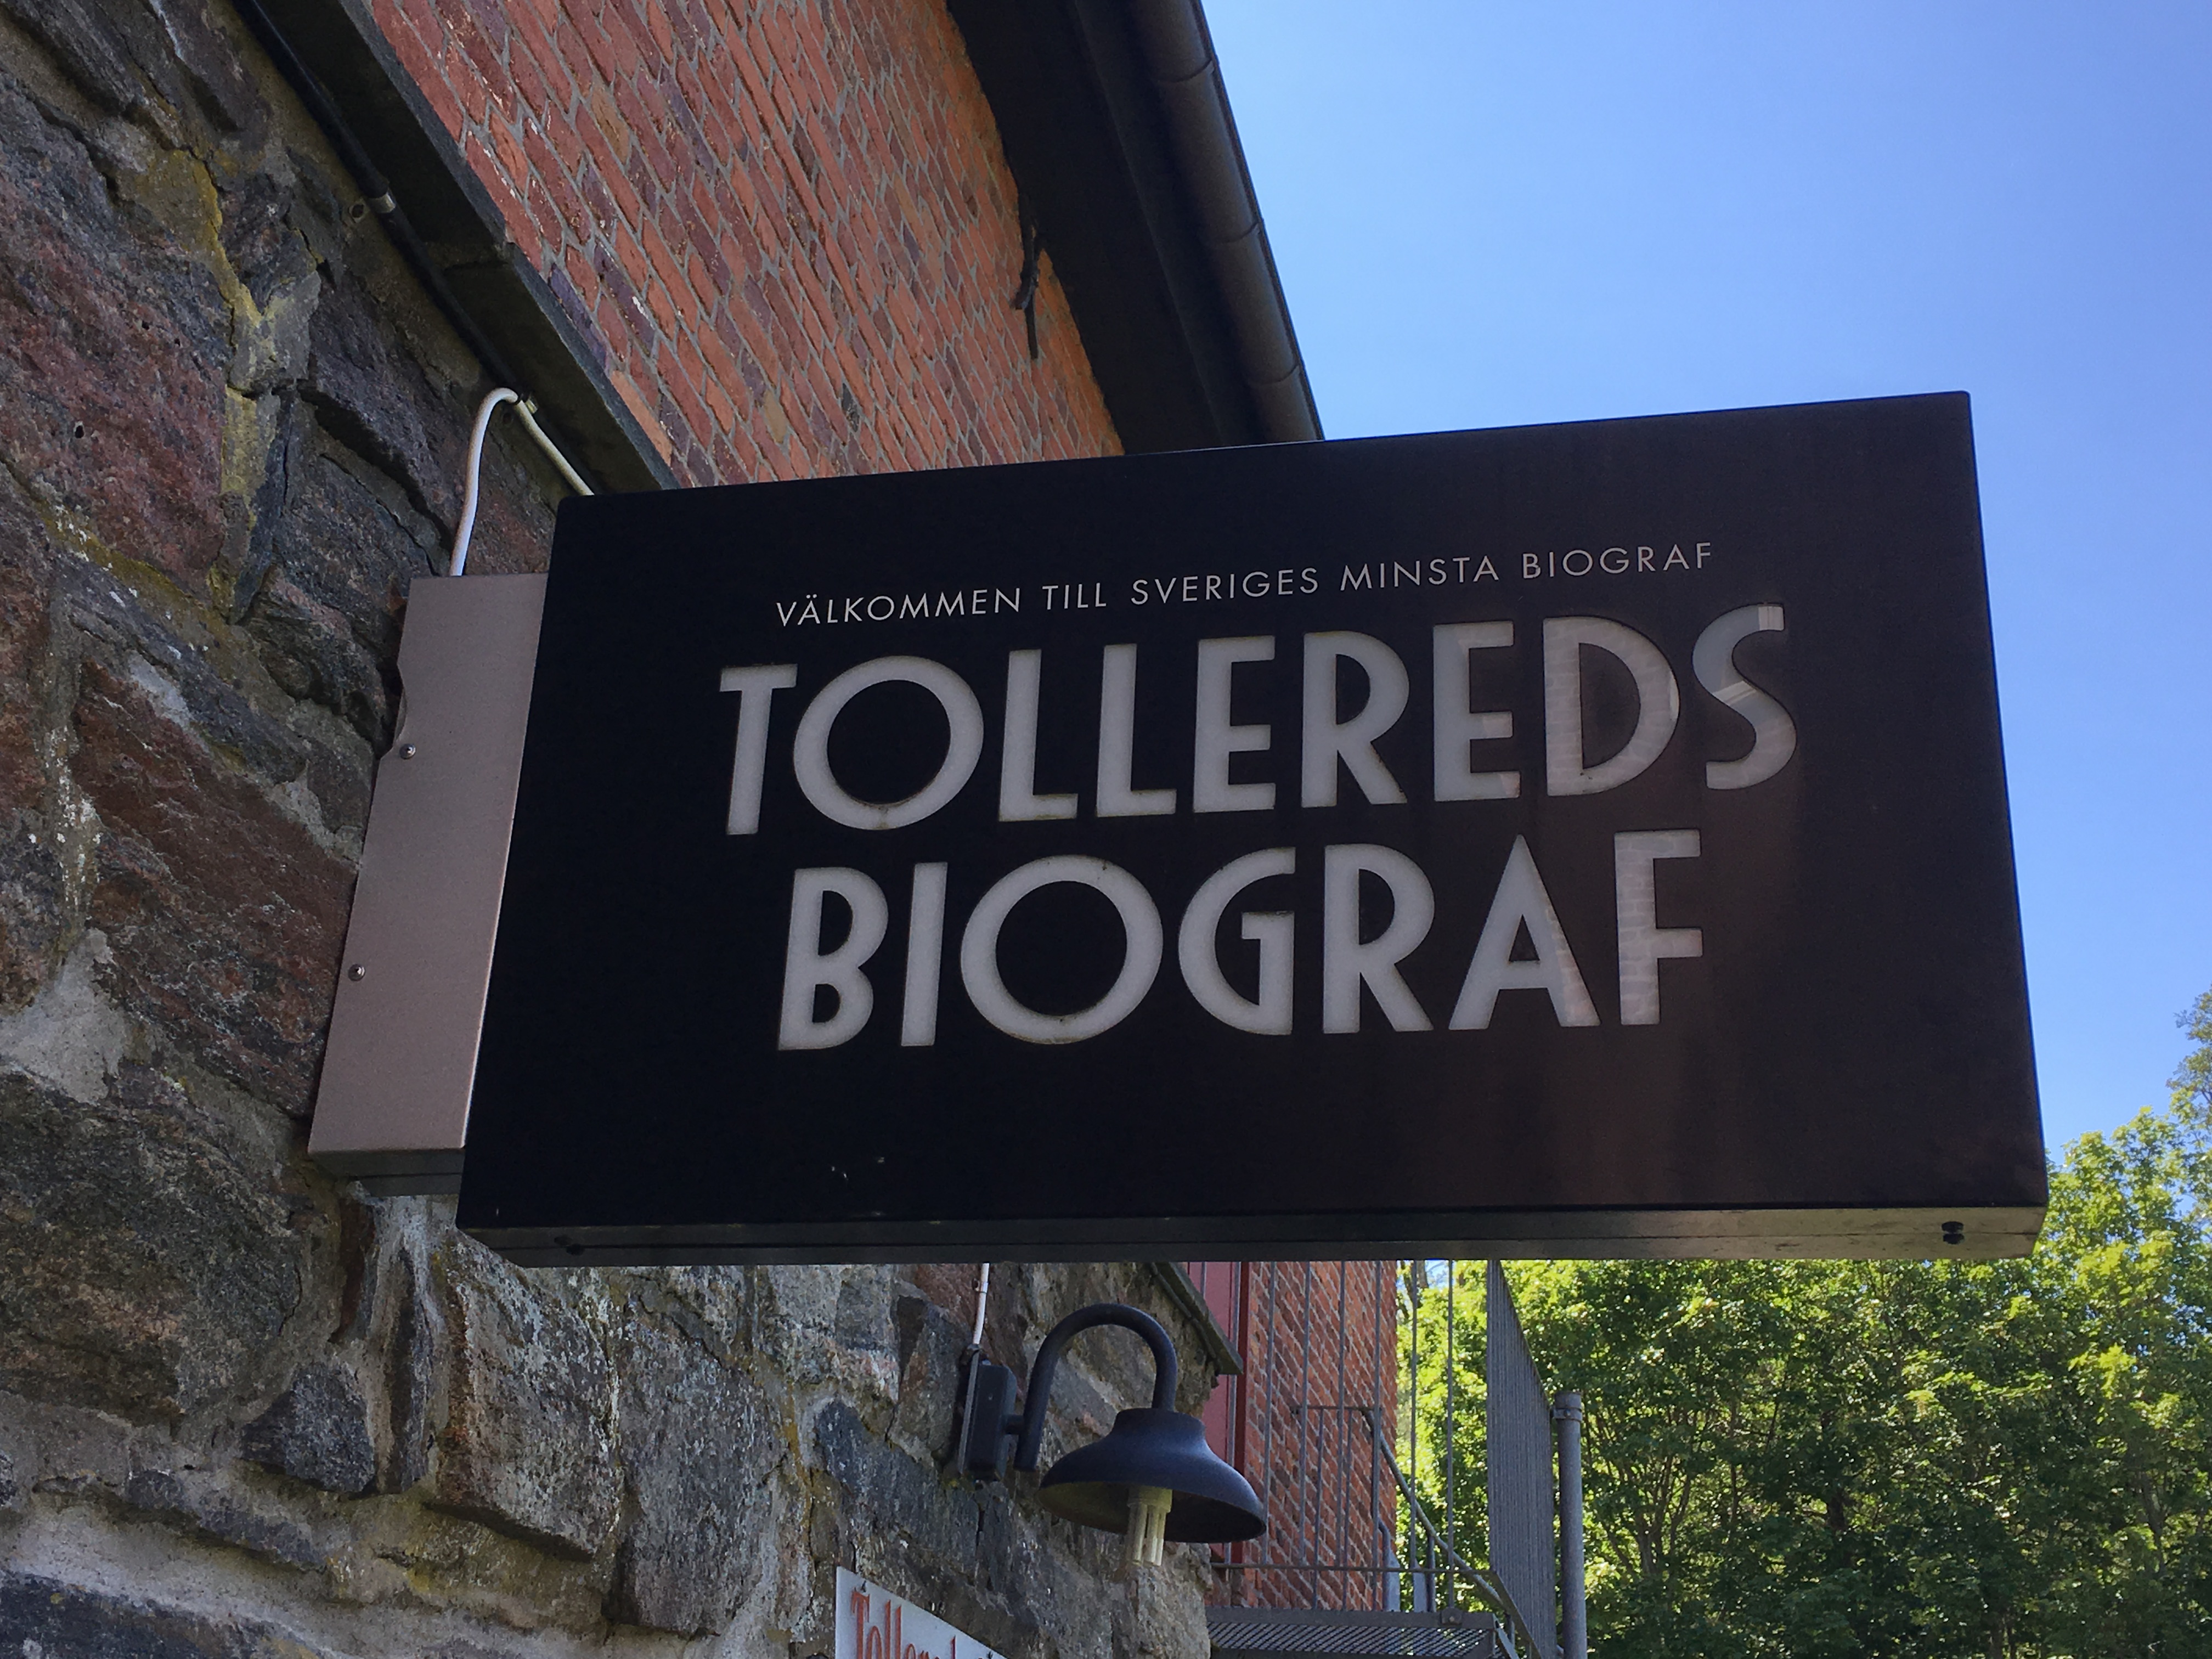 VÄLKOMMEN TILL SVERIGES MINSTA BIOGRAF
TOLLEREDS
BIOGRAF